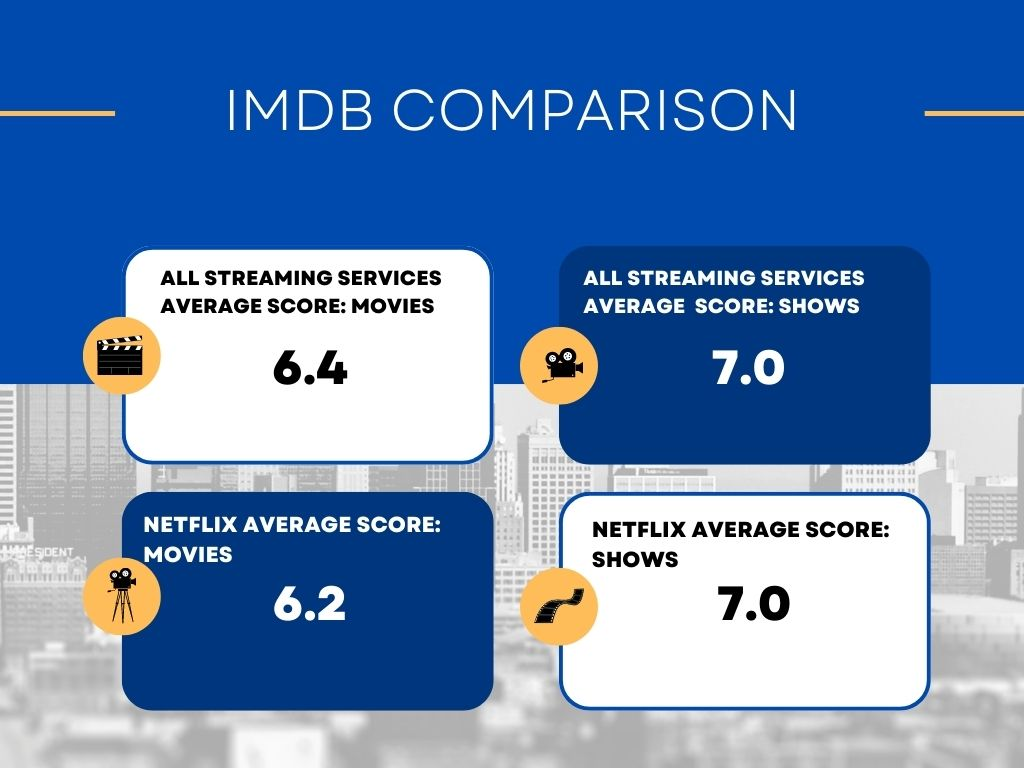 IMDB COMPARISON
ALL STREAMING SERVICES
AVERAGE SCORE: MOVIES
6.4
ALL STREAMING SERVICES
AVERAGE SCORE: SHOWS
7.0
NETFLIX AVERAGE SCORE:
MOVIES
6.2
NETFLIX AVERAGE SCORE:
SHOWS
7.0